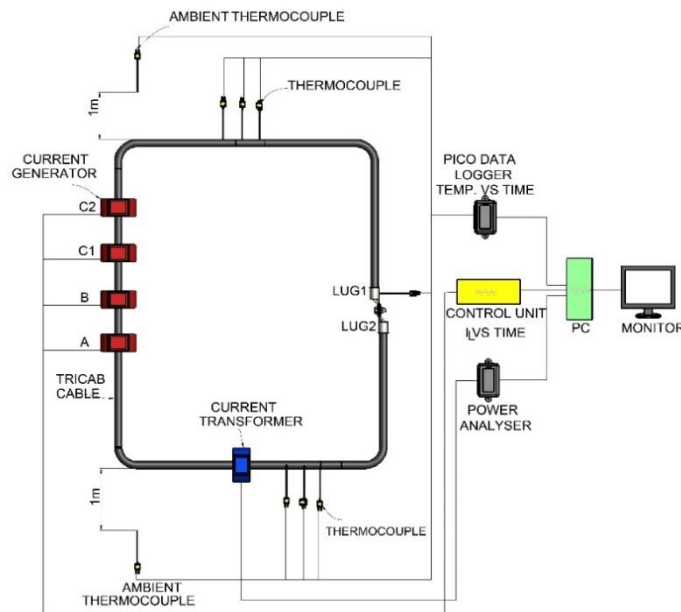 AMBIENT THERMOCOUPLE
THERMOCOUPLE
1m
CURRENT
GENERATOR
C2
C1
B
A
PICO DATA
LOGGER
TEMP. VS TIME
LUG1
LUG2
CONTROL UNIT
ILVS TIME
PC
MONITOR
TRICAB
CABLE
CURRENT
TRANSFORMER
POWER
ANALYSER
1m
THERMOCOUPLE
AMBIENT
THERMOCOUPLE